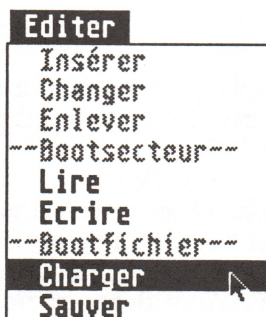 Editer
Insérer
Changer
Enlever
~~Bootsecteur~~
Lire
Ecrire
~~Bootfichier~~
Charger
Sauver